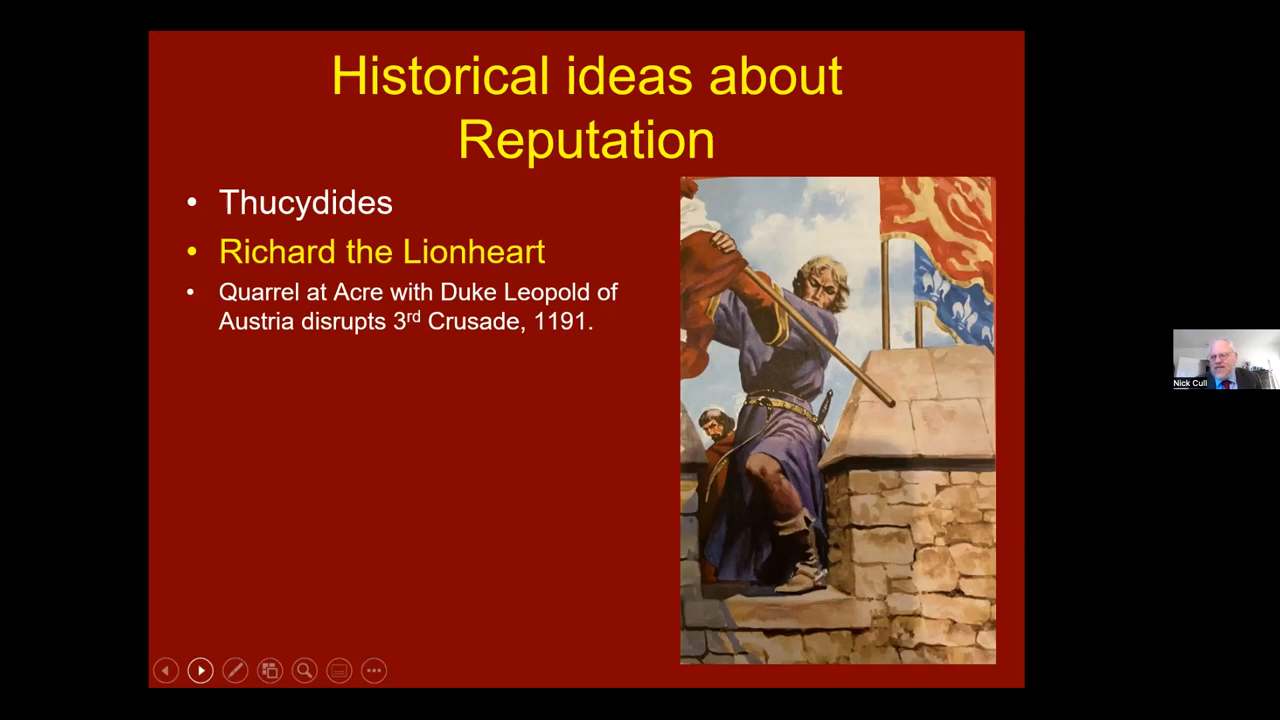 Historical ideas about
Reputation
• Thucydides
• Richard the Lionheart
• Quarrel at Acre with Duke Leopold of
Austria disrupts 3rd Crusade, 1191.
Nick Cull